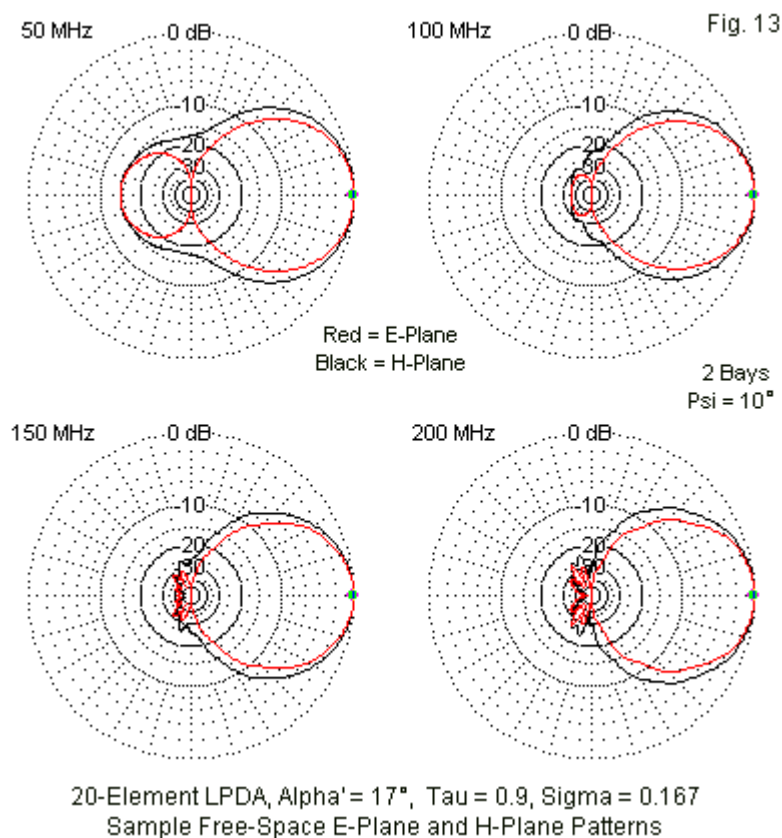 50 MHz 0 dB 100 MHz 0 dB Fig. 13
-10 -10
20 20
30 30
Red = E-Plane
Black = H-Plane
2 Bays
Psi = 10°
150 MHz 0 dB 200 MHz 0 dB
-10 -10
-20 -20
20-Element LPDA, Alpha' = 17°, Tau = 0.9, Sigma = 0.167
Sample Free-Space E-Plane and H-Plane Patterns